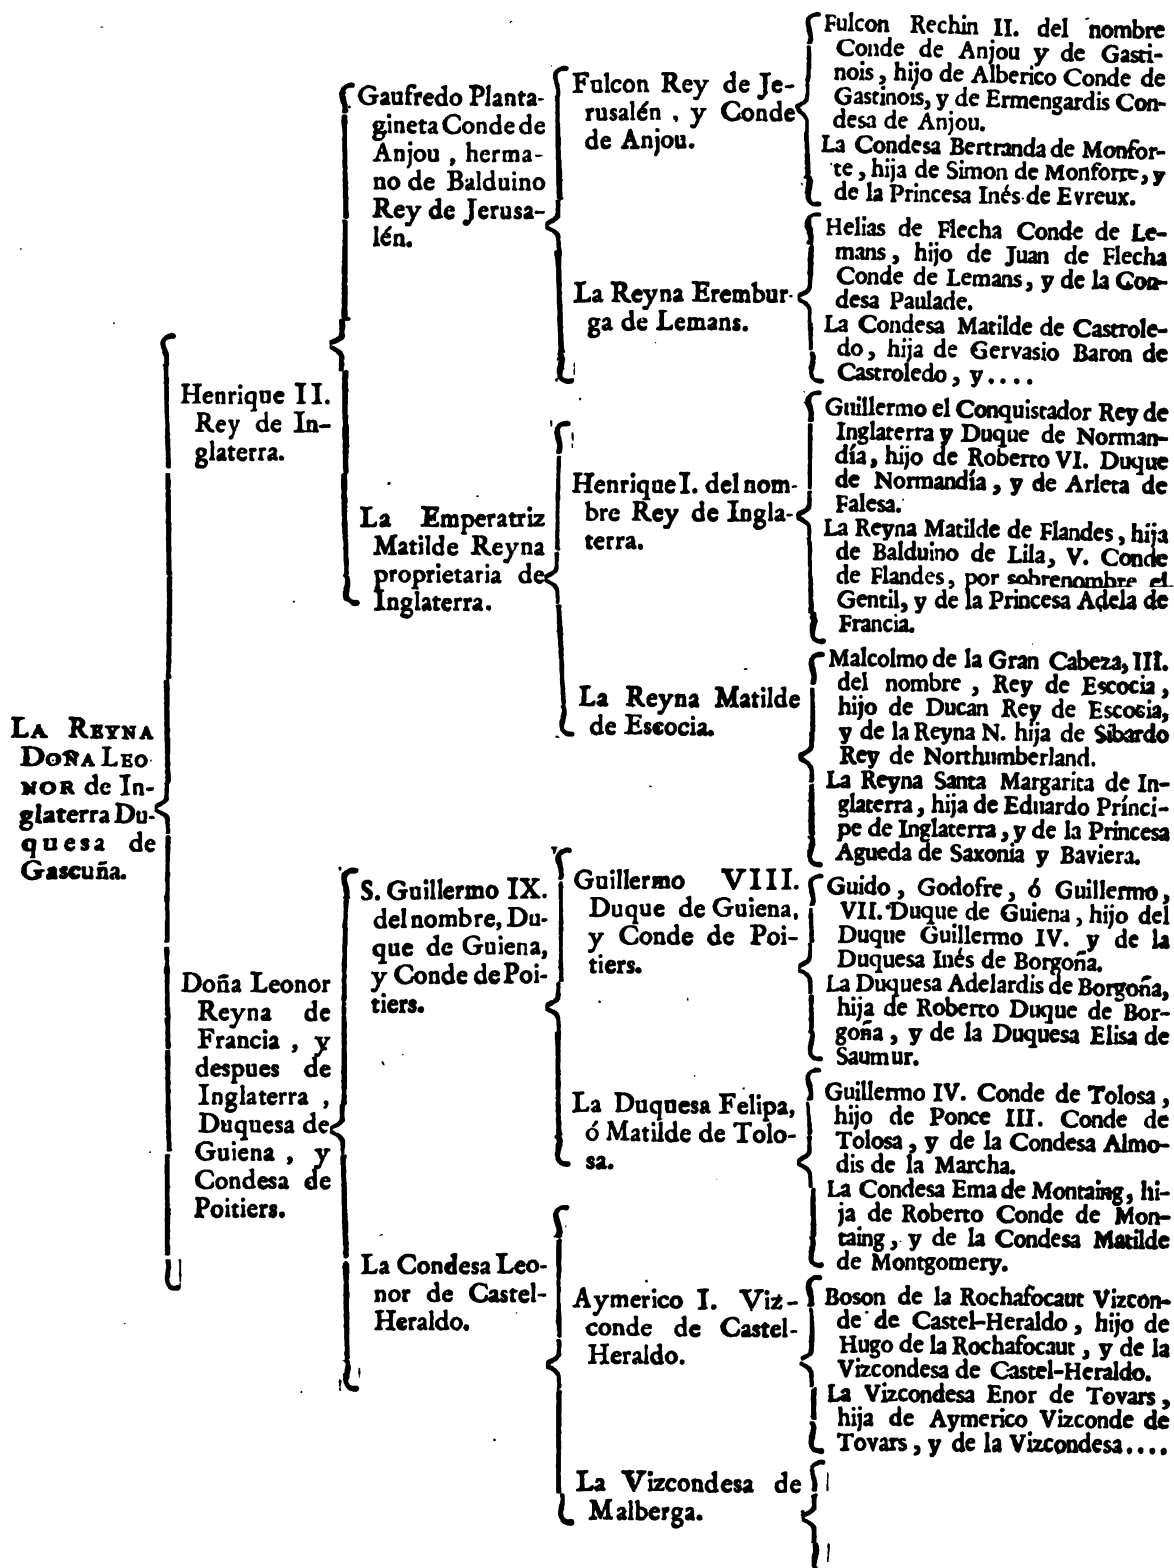 LA REYNA
DOÑA LEO
NOR de In-
glaterra Du-
quesa de
Gascuña.
Henrique II.
Rey de In-
glaterra.
Doña Leonor
Reyna de
Francia, y
despues de
Inglaterra,
Duquesa de
Guiena, y
Condesa de
Poitiers.
Gaufredo Planta-
gineta Conde de
Anjou, herma-
no de Balduino
Rey de Jerusa-
lén.
La Emperatriz
Matilde Reyna
proprietaria de
Inglaterra.
S. Guillermo IX.
del nombre, Du-
que de Guiena,
y Conde de Poi-
tiers.
La Condesa Leo-
nor de Castel-
Heraldo.
Fulcon Rey de Je-
rusalén, y Conde
de Anjou.
La Reyna Erembur-
ga de Lemans.
Henrique I. del nom-
bre Rey de Ingla-
terra.
La Reyna Matilde
de Escocia.
Guillermo VIII.
Duque de Guiena,
y Conde de Poi-
tiers.
La Duquesa Felipa,
ó Matilde de Tolo-
sa.
Aymerico I. Viz-
conde de Castel-
Heraldo.
La Vizcondesa de
Malberga.
Fulcon Rechin II. del nombre
Conde de Anjou y de Gasti-
nois, hijo de Alberico Conde de
Gastinois, y de Ermengardis Con-
desa de Anjou.
La Condesa Bertranda de Monfor-
te, hija de Simon de Monforte, y
de la Princesa Inés de Evreux.
Helias de Flecha Conde de Le-
mans, hijo de Juan de Flecha
Conde de Lemans, y de la Con-
desa Paulade.
La Condesa Matilde de Castrole-
do, hija de Gervasio Baron de
Castroledo, y....
Guillermo el Conquistador Rey de
Inglaterra y Duque de Norman-
día, hijo de Roberto VI. Duque
de Normandía, y de Arleta de
Falesa.
La Reyna Matilde de Flandes, hija
de Balduino de Lila, V. Conde
de Flandes, por sobrenombre el
Gentil, y de la Princesa Adela de
Francia.
Malcolmo de la Gran Cabeza, III.
del nombre, Rey de Escocia,
hijo de Ducan Rey de Escosia,
y de la Reyna N. hija de Sibardo
Rey de Northumberland.
La Reyna Santa Margarita de In-
glaterra, hija de Eduardo Prínci-
pe de Inglaterra, y de la Princesa
Agueda de Saxonia y Baviera.
Guido, Godofre, ó Guillermo,
VII. Duque de Guiena, hijo del
Duque Guillermo IV. y de la
Duquesa Inés de Borgoña.
La Duquesa Adelardis de Borgoña,
hija de Roberto Duque de Bor-
goña, y de la Duquesa Elisa de
Saumur.
Guillermo IV. Conde de Tolosa,
hijo de Ponce III. Conde de
Tolosa, y de la Condesa Almo-
dis de la Marcha.
La Condesa Ema de Montaing, hi-
ja de Roberto Conde de Mon-
taing, y de la Condesa Matilde
de Montgomery.
Boson de la Rochafocaut Vizcon-
de de Castel-Heraldo, hijo de
Hugo de la Rochafocaut, y de la
Vizcondesa de Castel-Heraldo.
La Vizcondesa Enor de Tovars,
hija de Aymerico Vizconde de
Tovars, y de la Vizcondesa....